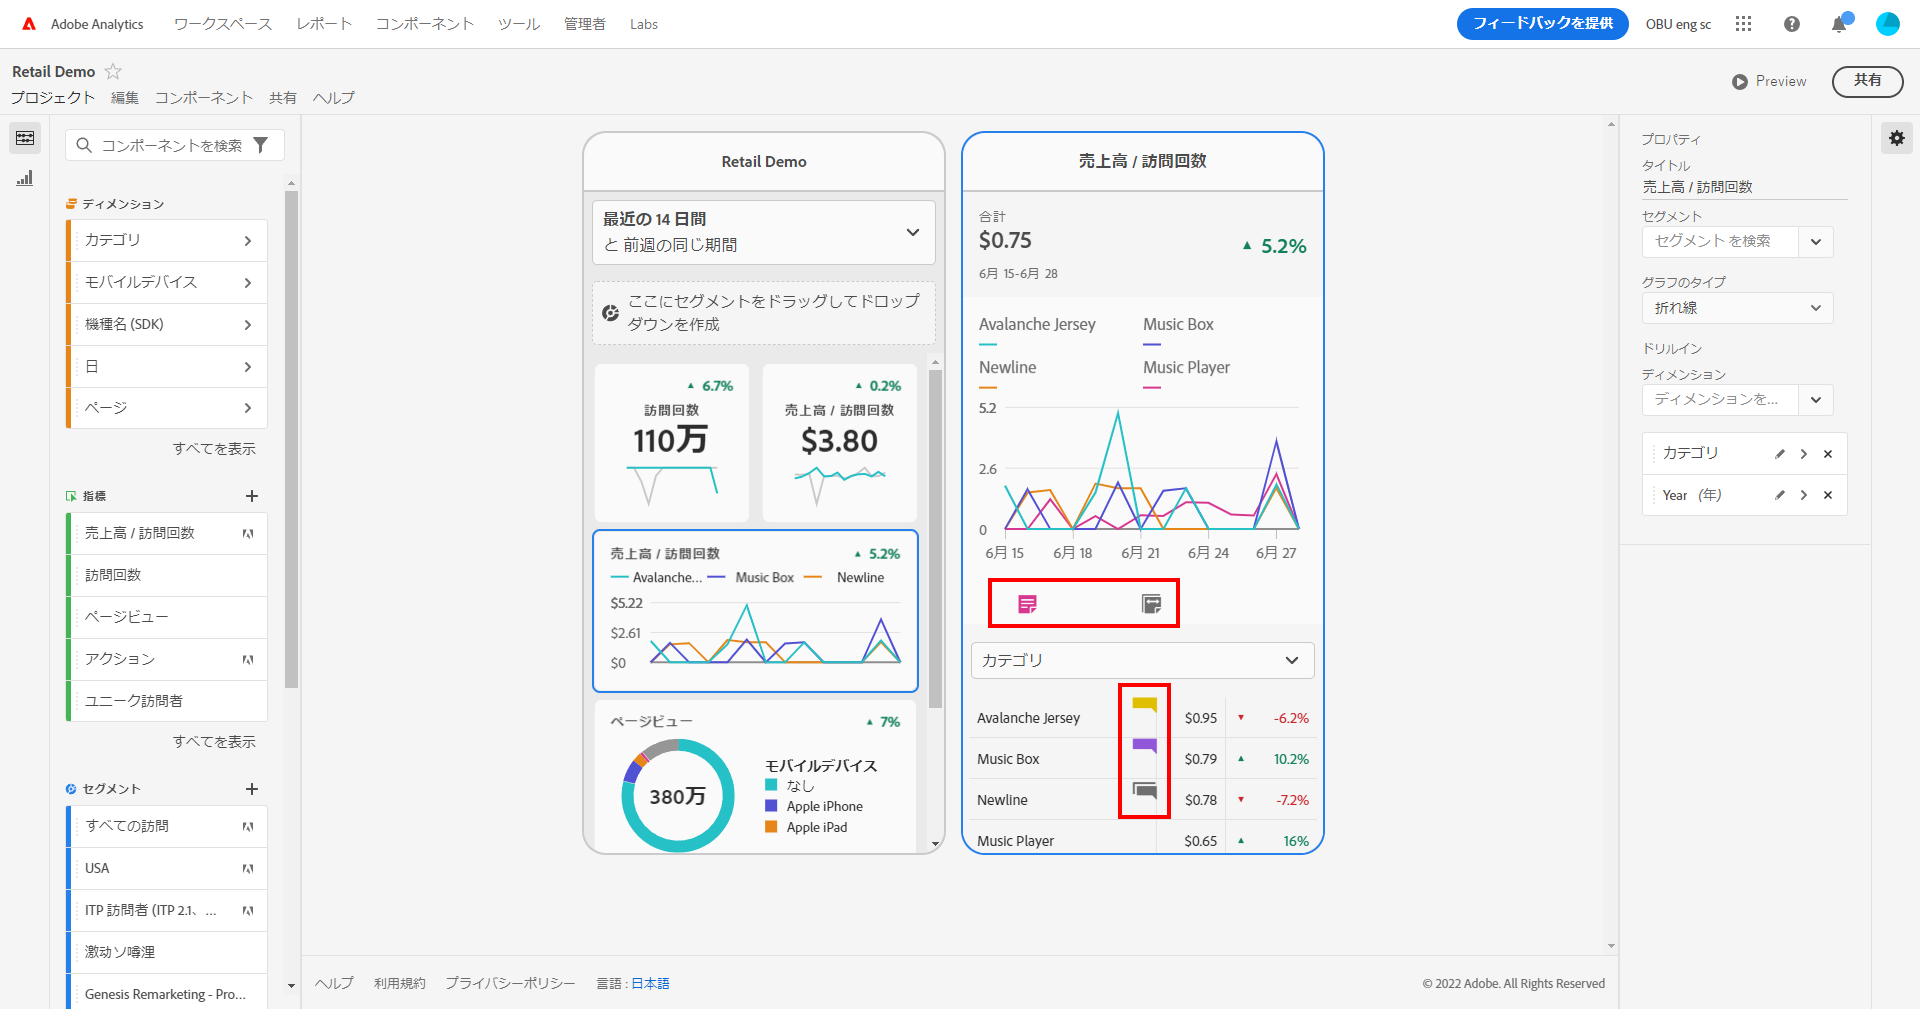 Adobe Analytics
ワークスペース
レポート
コンポーネント
ツール
管理者
Labs
フィードバックを提供
OBU eng sc
Retail Demo
プロジェクト
編集
コンポーネント
共有
ヘルプ
Preview
共有
コンポーネントを検索
ディメンション
カテゴリ
モバイルデバイス
機種名 (SDK)
日
ページ
すべてを表示
指標
売上高 / 訪問回数
訪問回数
ページビュー
アクション
ユニーク訪問者
すべてを表示
セグメント
すべての訪問
USA
ITP 訪問者 (ITP 2.1、...
激动ソ噂浬
Genesis Remarketing - Pro...
Retail Demo
最近の 14 日間
と 前週の同じ期間
ここにセグメントをドラッグしてドロップ
ダウンを作成
6.7%
訪問回数
110万
0.2%
売上高 / 訪問回数
$3.80
売上高 / 訪問回数
5.2%
Avalanche...
Music Box
Newline
$5.22
$2.61
$0
ページビュー
7%
380万
モバイルデバイス
なし
Apple iPhone
Apple iPad
売上高 / 訪問回数
合計
$0.75
5.2%
6月 15-6月 28
Avalanche Jersey
Music Box
Newline
Music Player
5.2
2.6
0
6月 15
6月 18
6月 21
6月 24
6月 27
カテゴリ
Avalanche Jersey $0.95 -6.2%
Music Box $0.79 10.2%
Newline $0.78 -7.2%
Music Player $0.65 16%
プロパティ
タイトル
売上高 / 訪問回数
セグメント
セグメント を検索
グラフのタイプ
折れ線
ドリルイン
ディメンション
ディメンションを...
カテゴリ
Year (年)
ヘルプ
利用規約
プライバシーポリシー
言語 : 日本語
© 2022 Adobe. All Rights Reserved